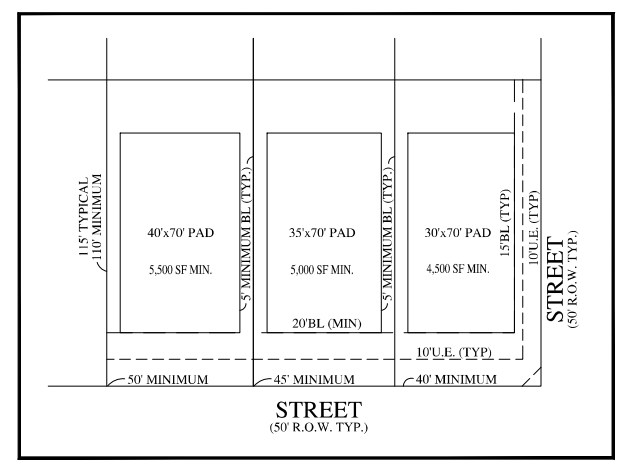 115' TYPICAL
110' MINIMUM
40'x70' PAD
5,500 SF MIN.
5' MINIMUM BL (TYP.)
35'x70' PAD
5,000 SF MIN.
5' MINIMUM BL (TYP.)
30'x70' PAD
4,500 SF MIN.
15'BL (TYP)
10'U.E. (TYP)
STREET
(50' R.O.W. TYP.)
20'BL (MIN)
10'U.E. (TYP)
50' MINIMUM
45' MINIMUM
40' MINIMUM
STREET
(50' R.O.W. TYP.)